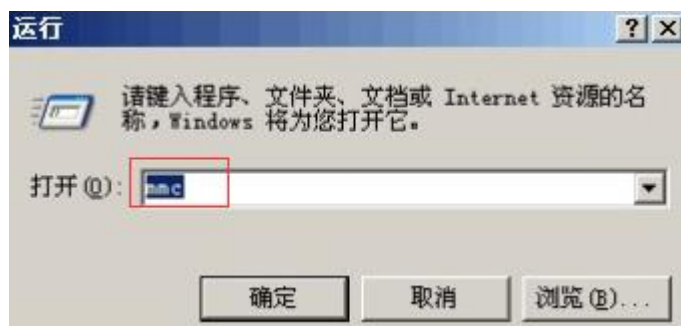 运行
请键入程序、文件夹、文档或 Internet 资源的名
称，Windows 将为您打开它。
打开(O): mmc
确定 取消 浏览(B)...